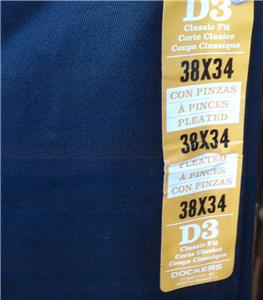 D3
Classic Fit
Corte Clasico
Coupe Classique
38X34
CON PINZAS
À PINCES
PLEATED
38X34
PLEATED
À PINCES
CON PINZAS
38X34
D3
Classic Fit
Corte Clasico
Coupe Classique
DOCKERS